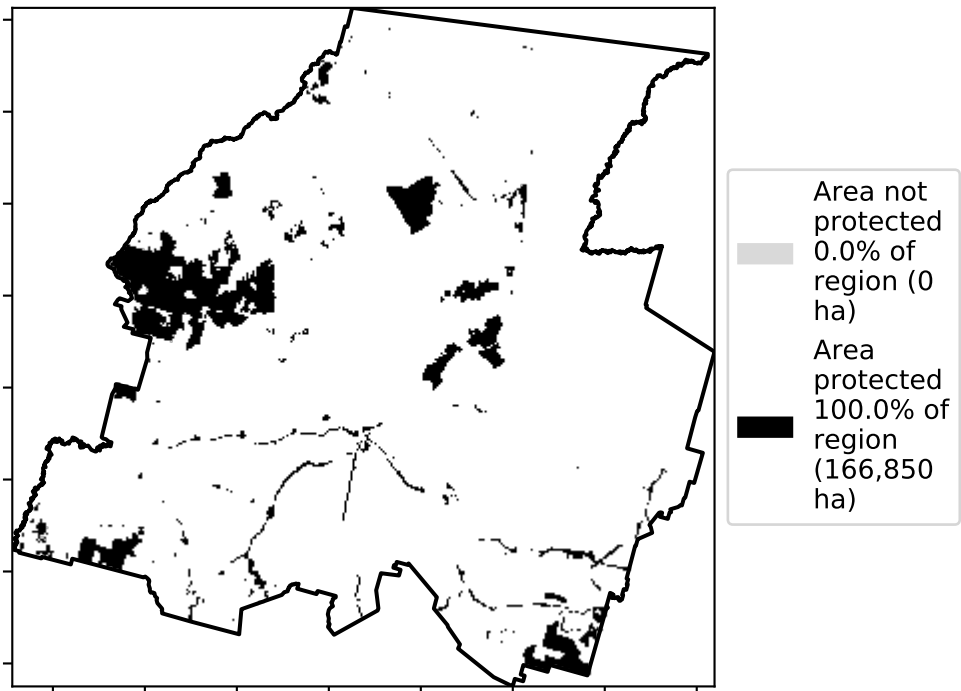 Area not
protected
0.0% of
region (0
ha)
Area
protected
100.0% of
region
(166,850
ha)